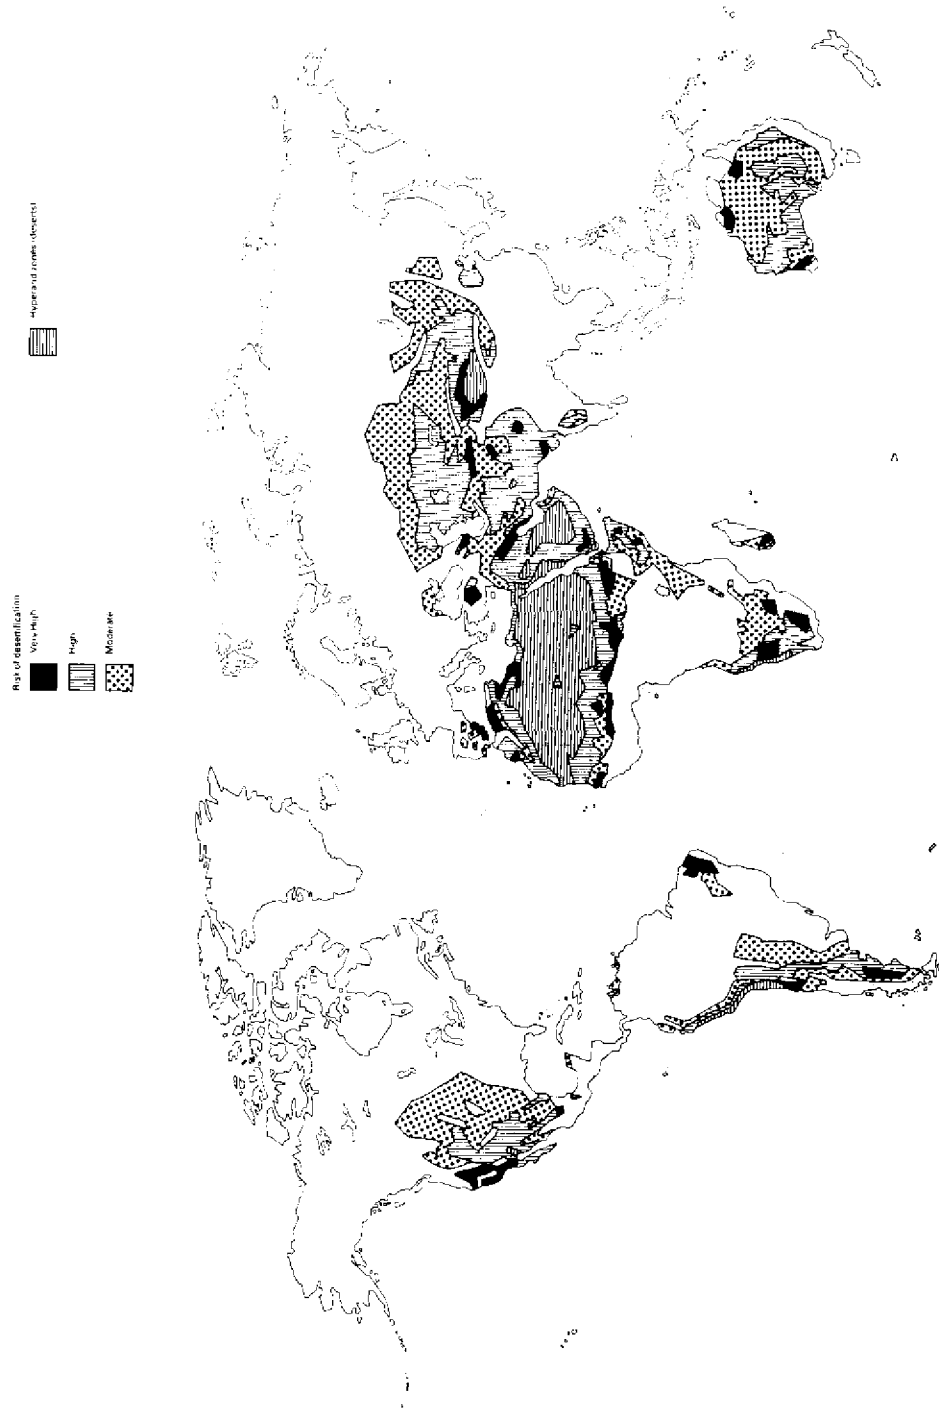 Risk of desertification
Very High
High
Moderate
Hyperarid zones (deserts)